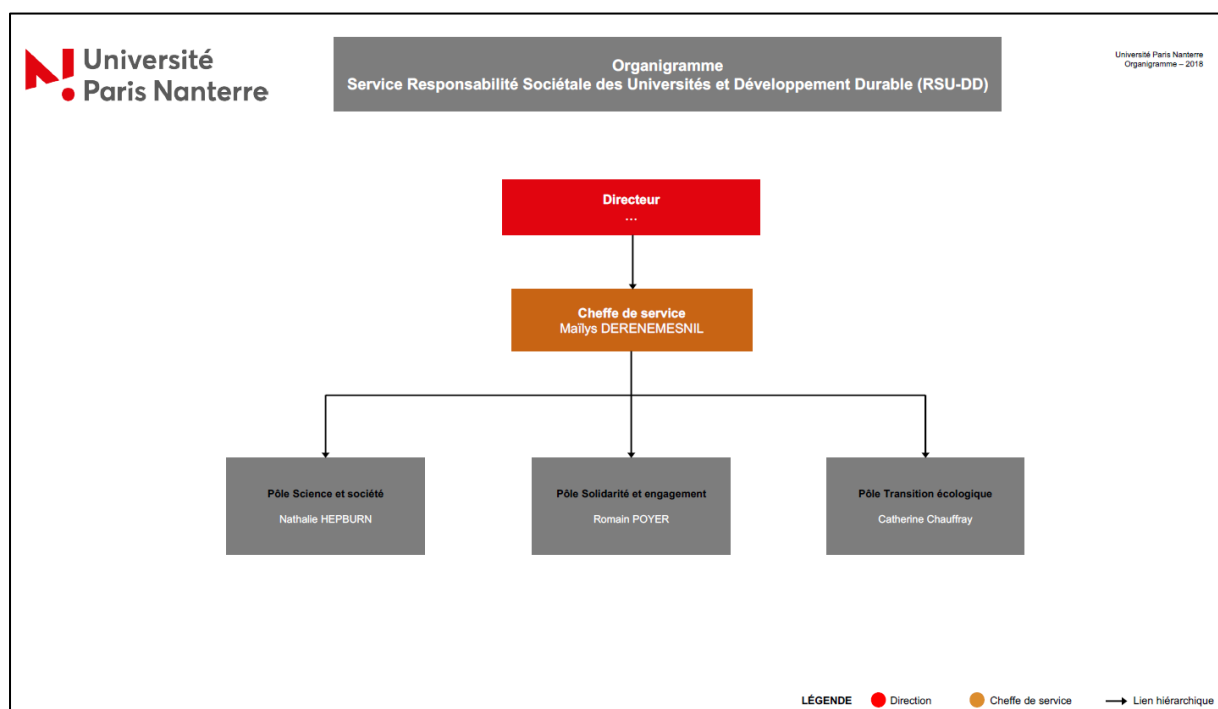 Université
Paris Nanterre
Organigramme
Service Responsabilité Sociétale des Universités et Développement Durable (RSU-DD)
Université Paris Nanterre
Organigramme – 2018
Directeur
...
Cheffe de service
Maïlys DERENEMESNIL
Pôle Science et société
Nathalie HEPBURN
Pôle Solidarité et engagement
Romain POYER
Pôle Transition écologique
Catherine Chauffray
LÉGENDE Direction Cheffe de service Lien hiérarchique